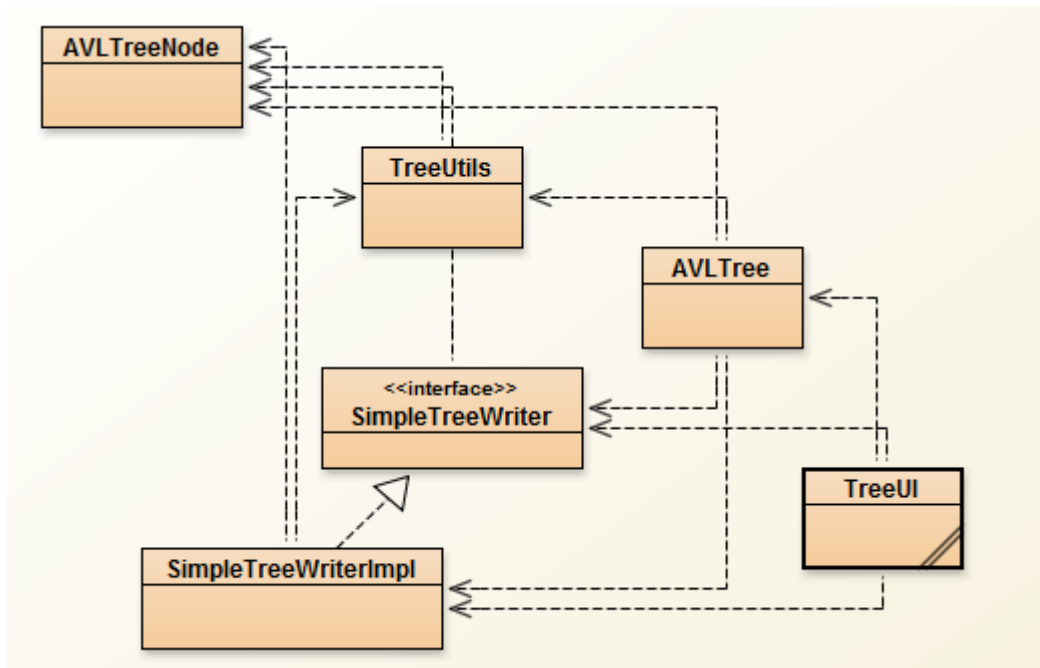 AVLTreeNode
TreeUtils
AVLTree
<<interface>>
SimpleTreeWriter
TreeUI
SimpleTreeWriterImpl